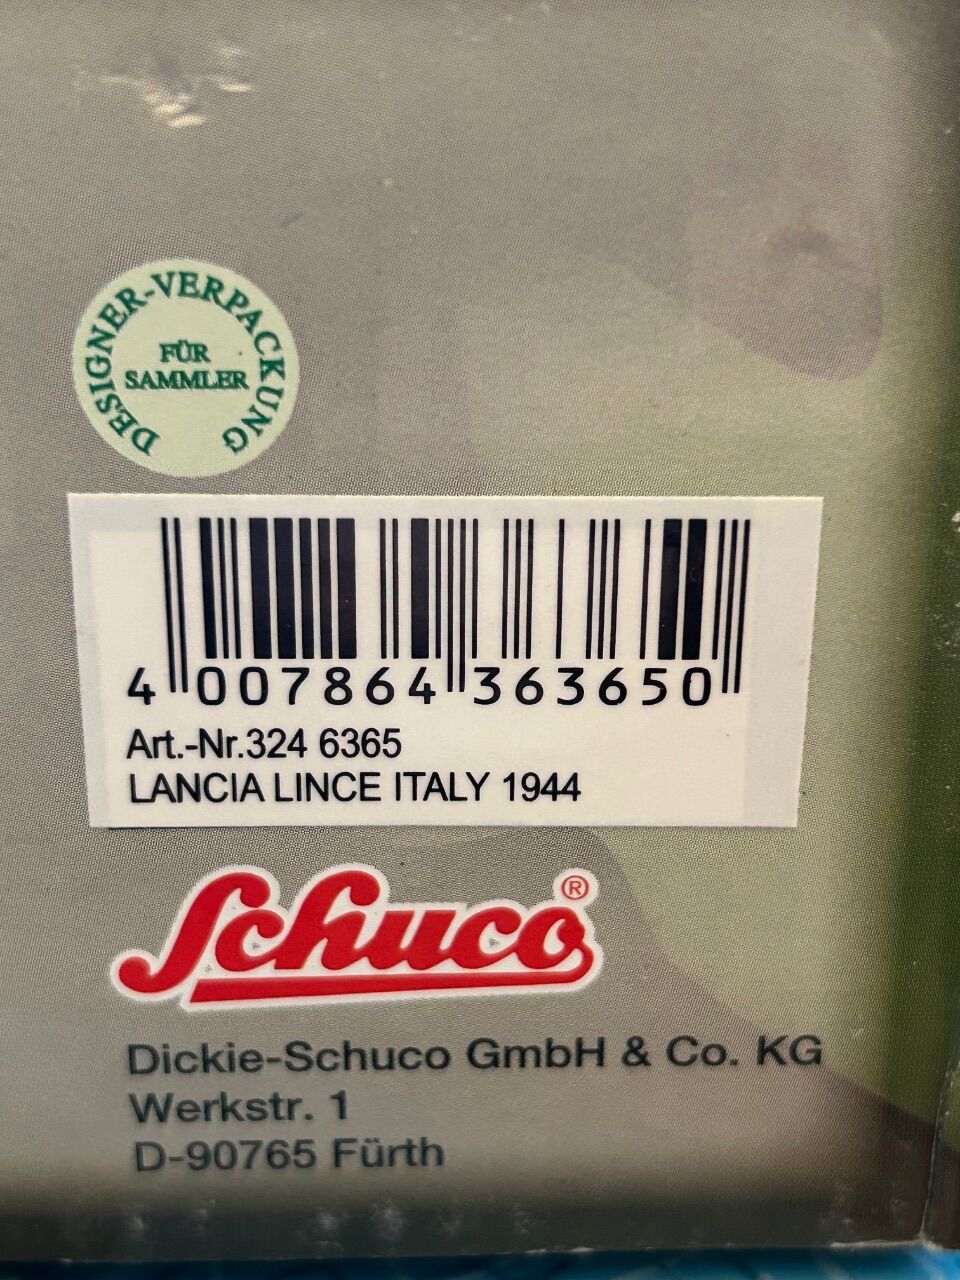 DESIGNER-VERPACKUNG
FÜR
SAMMLER
4 007864 363650
Art.-Nr.324 6365
LANCIA LINCE ITALY 1944
Schuco®
Dickie-Schuco GmbH & Co. KG
Werkstr. 1
D-90765 Fürth